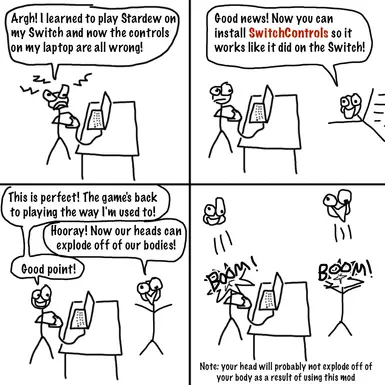 Argh! I learned to play Stardew on
my Switch and now the controls
on my laptop are all wrong!
Good news! Now you can
install SwitchControls so it
works like it did on the Switch!
This is perfect! The game's back
to playing the way I'm used to!
Hooray! Now our heads can
explode off of our bodies!
Good point!
BOOM!
BOOM!
Note: your head will probably not explode off of
your body as a result of using this mod